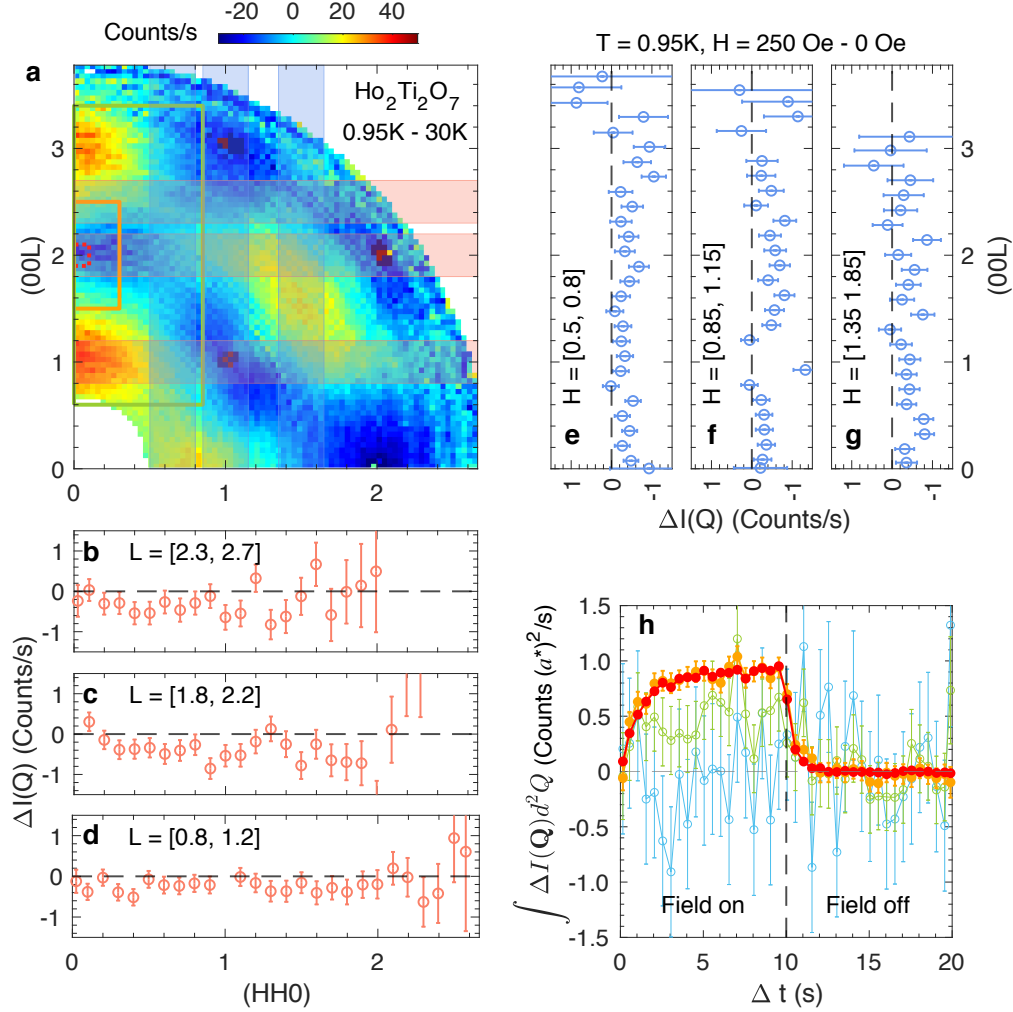 Counts/s
-20 0 20 40
T = 0.95K, H = 250 Oe - 0 Oe
a
Ho2Ti2O7
0.95K - 30K
(00L)
3
2
1
0
0 1 2
H = [0.5, 0.8]
e
1 0 -1
H = [0.85, 1.15]
f
1 0 -1
H = [1.35 1.85]
g
1 0 -1
3
2
1
0
(00L)
ΔI(Q) (Counts/s)
b L = [2.3, 2.7]
1
0
-1
c L = [1.8, 2.2]
1
0
-1
d L = [0.8, 1.2]
1
0
-1
ΔI(Q) (Counts/s)
0 1 2
(HH0)
h
∫ ΔI(Q)d²Q (Counts (a*)²/s)
1.5
1.0
0.5
0
-0.5
-1.0
-1.5
Field on Field off
0 5 10 15 20
Δ t (s)